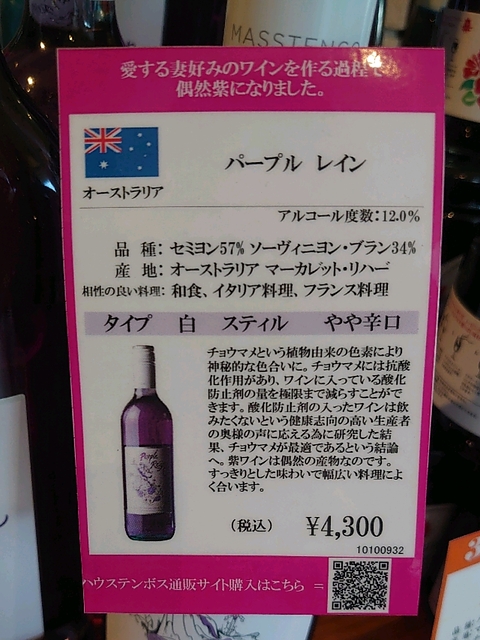 MASSTENGO
愛する妻好みのワインを作る過程で
偶然紫になりました。
パープル レイン
オーストラリア
アルコール度数：12.0%
品 種： セミヨン57% ソーヴィニヨン・ブラン34%
産 地： オーストラリア マーカレット・リハー
相性の良い料理： 和食、イタリア料理、フランス料理
タイプ 白 スティル やや辛口
チョウマメという植物由来の色素により
神秘的な色合いに。チョウマメには抗酸
化作用があり、ワインに入っている酸化
防止剤の量を極限まで減らすことがで
きます。酸化防止剤の入ったワインは飲
みたくないという健康志向の高い生産者
の奥様の声に応える為に研究した結
果、チョウマメが最適であるという結論
へ。紫ワインは偶然の産物なのです。
すっきりとした味わいで幅広い料理によ
く合います。
Purple
（税込） ¥4,300
10100932
ハウステンボス通販サイト購入はこちら ⇒